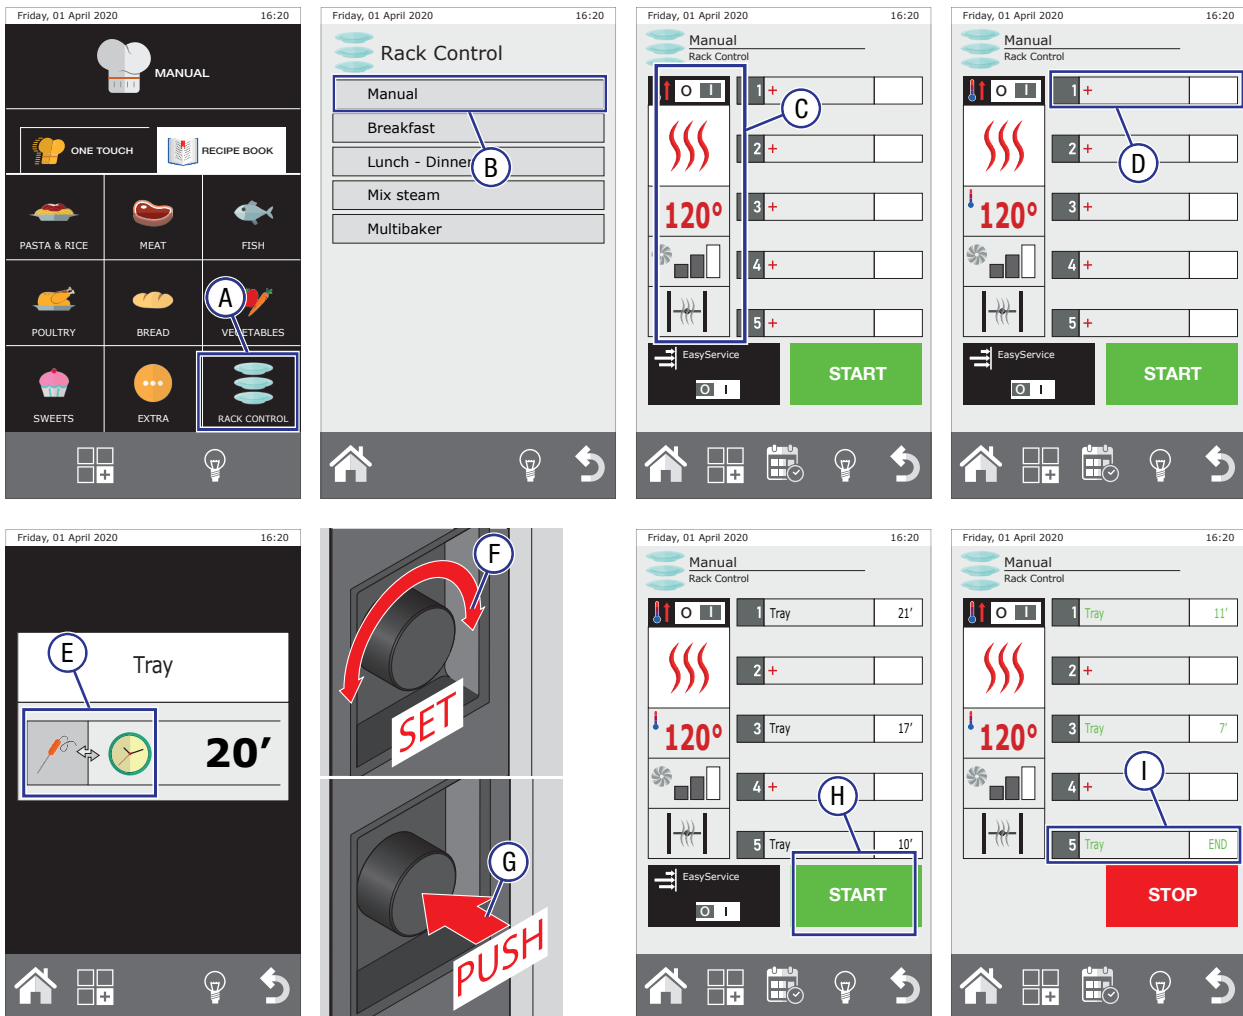 Friday, 01 April 2020 16:20
MANUAL
ONE TOUCH
RECIPE BOOK
PASTA & RICE
MEAT
FISH
A
POULTRY
BREAD
VEGETABLES
SWEETS
EXTRA
RACK CONTROL
Friday, 01 April 2020 16:20
Rack Control
Manual
Breakfast
Lunch - Dinner
B
Mix steam
Multibaker
Friday, 01 April 2020 16:20
Manual
Rack Control
O I
1 +
C
2 +
120°
3 +
4 +
5 +
EasyService
O I
START
Friday, 01 April 2020 16:20
Manual
Rack Control
O I
1 +
2 +
D
120°
3 +
4 +
5 +
EasyService
O I
START
Friday, 01 April 2020 16:20
E
Tray
20’
F
SET
G
PUSH
Friday, 01 April 2020 16:20
Manual
Rack Control
O I
1 Tray 21’
2 +
120°
3 Tray 17’
4 +
H
5 Tray 10’
EasyService
O I
START
Friday, 01 April 2020 16:20
Manual
Rack Control
O I
1 Tray 11’
2 +
120°
3 Tray 7’
I
4 +
5 Tray END
STOP